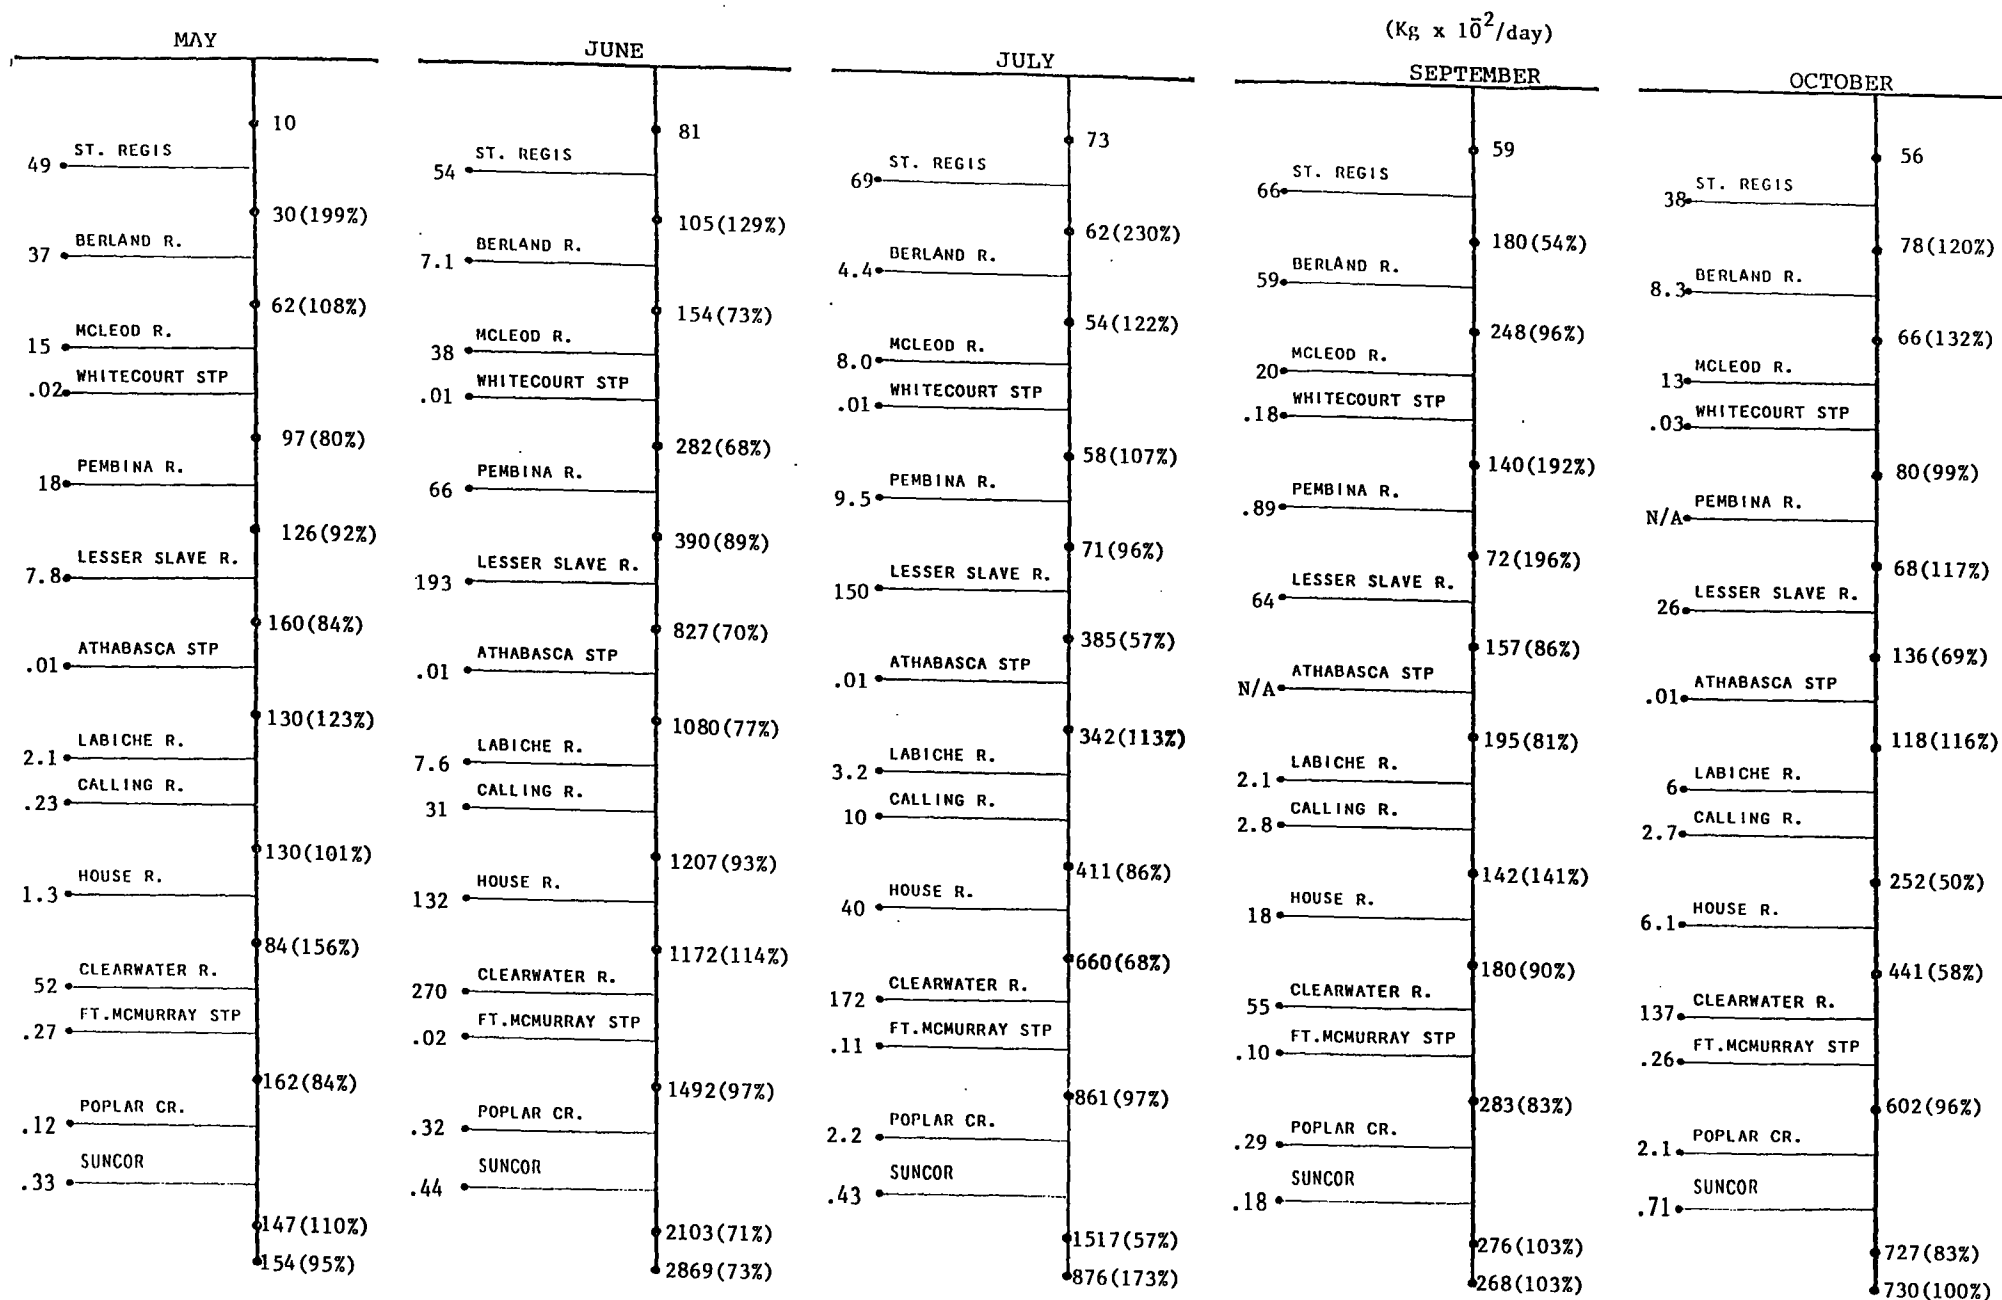 (Kg x 10̄²/day)
MAY
10
ST. REGIS
49
30(199%)
BERLAND R.
37
62(108%)
MCLEOD R.
15
WHITECOURT STP
.02
97(80%)
PEMBINA R.
18
126(92%)
LESSER SLAVE R.
7.8
160(84%)
ATHABASCA STP
.01
130(123%)
LABICHE R.
2.1
CALLING R.
.23
130(101%)
HOUSE R.
1.3
84(156%)
CLEARWATER R.
52
FT.MCMURRAY STP
.27
162(84%)
POPLAR CR.
.12
SUNCOR
.33
147(110%)
154(95%)
JUNE
81
ST. REGIS
54
105(129%)
BERLAND R.
7.1
154(73%)
MCLEOD R.
38
WHITECOURT STP
.01
282(68%)
PEMBINA R.
66
390(89%)
LESSER SLAVE R.
193
827(70%)
ATHABASCA STP
.01
1080(77%)
LABICHE R.
7.6
CALLING R.
31
1207(93%)
HOUSE R.
132
1172(114%)
CLEARWATER R.
270
FT.MCMURRAY STP
.02
1492(97%)
POPLAR CR.
.32
SUNCOR
.44
2103(71%)
2869(73%)
JULY
73
ST. REGIS
69
62(230%)
BERLAND R.
4.4
54(122%)
MCLEOD R.
8.0
WHITECOURT STP
.01
58(107%)
PEMBINA R.
9.5
71(96%)
LESSER SLAVE R.
150
385(57%)
ATHABASCA STP
.01
342(113%)
LABICHE R.
3.2
CALLING R.
10
411(86%)
HOUSE R.
40
660(68%)
CLEARWATER R.
172
FT.MCMURRAY STP
.11
861(97%)
POPLAR CR.
2.2
SUNCOR
.43
1517(57%)
876(173%)
SEPTEMBER
59
ST. REGIS
66
180(54%)
BERLAND R.
59
248(96%)
MCLEOD R.
20
WHITECOURT STP
.18
140(192%)
PEMBINA R.
.89
72(196%)
LESSER SLAVE R.
64
157(86%)
ATHABASCA STP
N/A
195(81%)
LABICHE R.
2.1
CALLING R.
2.8
142(141%)
HOUSE R.
18
180(90%)
CLEARWATER R.
55
FT.MCMURRAY STP
.10
283(83%)
POPLAR CR.
.29
SUNCOR
.18
276(103%)
268(103%)
OCTOBER
56
ST. REGIS
38
78(120%)
BERLAND R.
8.3
66(132%)
MCLEOD R.
13
WHITECOURT STP
.03
80(99%)
PEMBINA R.
N/A
68(117%)
LESSER SLAVE R.
26
136(69%)
ATHABASCA STP
.01
118(116%)
LABICHE R.
6
CALLING R.
2.7
252(50%)
HOUSE R.
6.1
441(58%)
CLEARWATER R.
137
FT.MCMURRAY STP
.26
602(96%)
POPLAR CR.
2.1
SUNCOR
.71
727(83%)
730(100%)